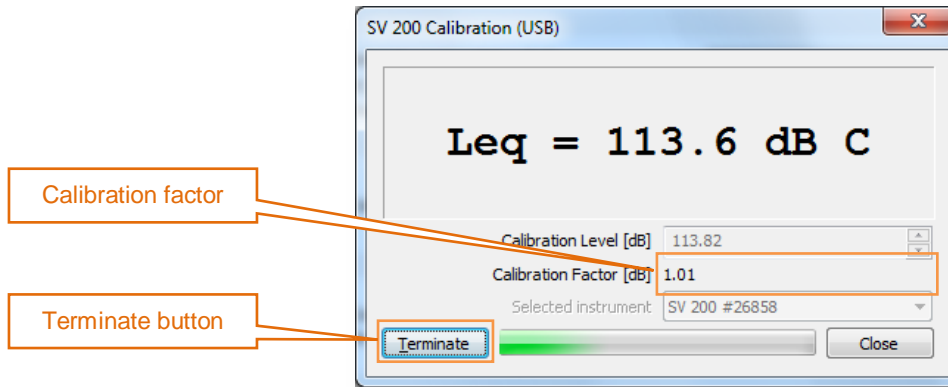 SV 200 Calibration (USB)
Leq = 113.6 dB C
Calibration factor
Calibration Level [dB] 113.82
Calibration Factor [dB] 1.01
Selected instrument SV 200 #26858
Terminate button
Terminate Close